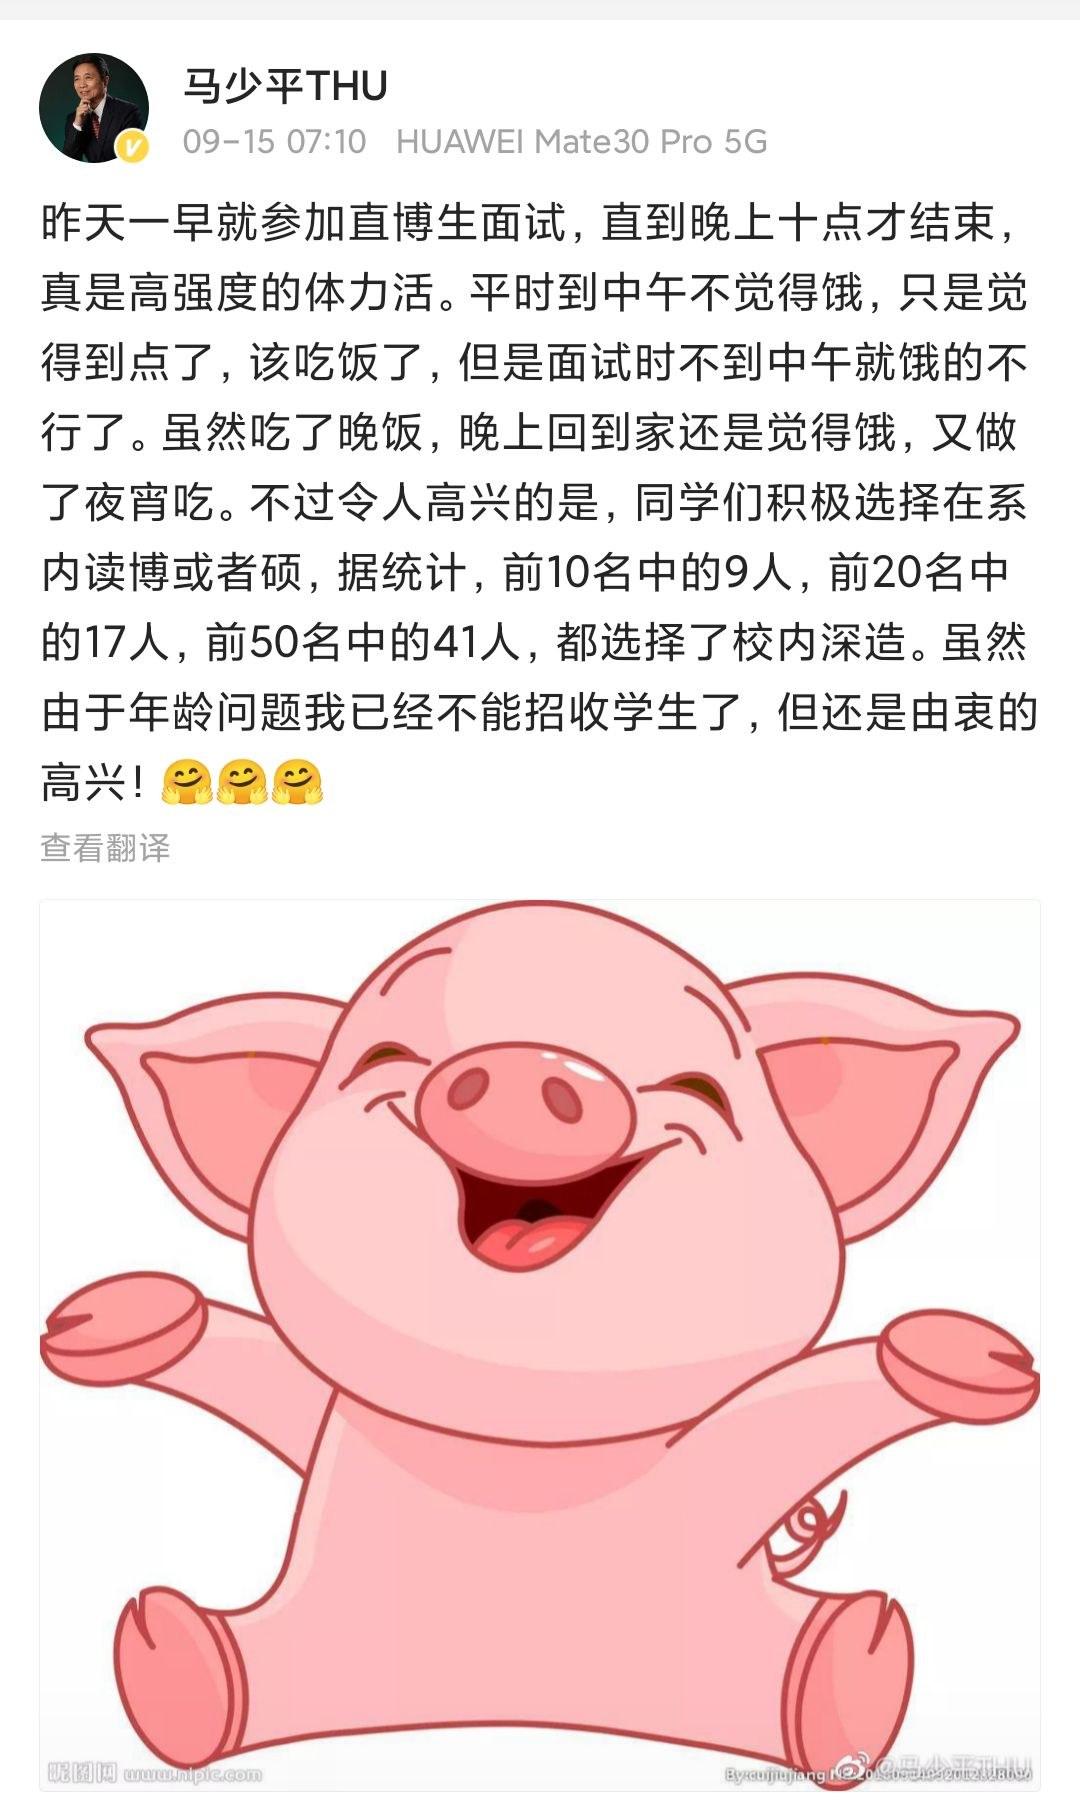 马少平THU
09-15 07:10 HUAWEI Mate30 Pro 5G
昨天一早就参加直博生面试，直到晚上十点才结束，
真是高强度的体力活。平时到中午不觉得饿，只是觉
得到点了，该吃饭了，但是面试时不到中午就饿的不
行了。虽然吃了晚饭，晚上回到家还是觉得饿，又做
了夜宵吃。不过令人高兴的是，同学们积极选择在系
内读博或者硕，据统计，前10名中的9人，前20名中
的17人，前50名中的41人，都选择了校内深造。虽然
由于年龄问题我已经不能招收学生了，但还是由衷的
高兴！🤗🤗🤗
查看翻译
昵图网 www.nipic.com
By:cuijiujiang
@马少平THU